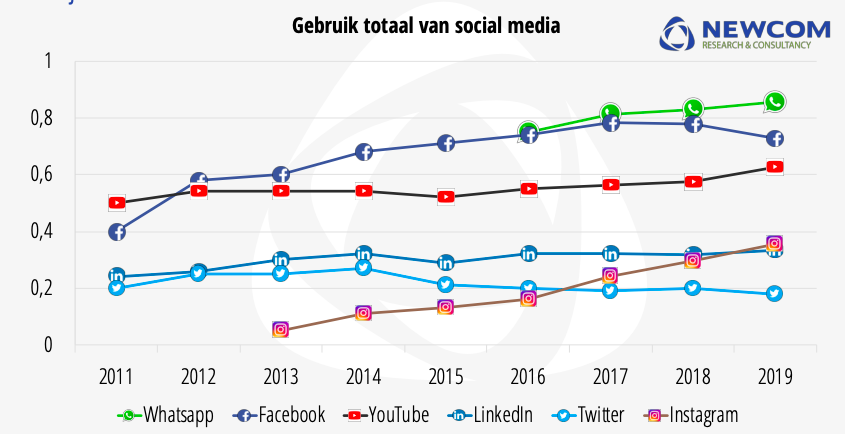 Gebruik totaal van social media
NEWCOM
RESEARCH & CONSULTANCY
1
0,8
0,6
0,4
0,2
0
2011 2012 2013 2014 2015 2016 2017 2018 2019
Whatsapp Facebook YouTube LinkedIn Twitter Instagram